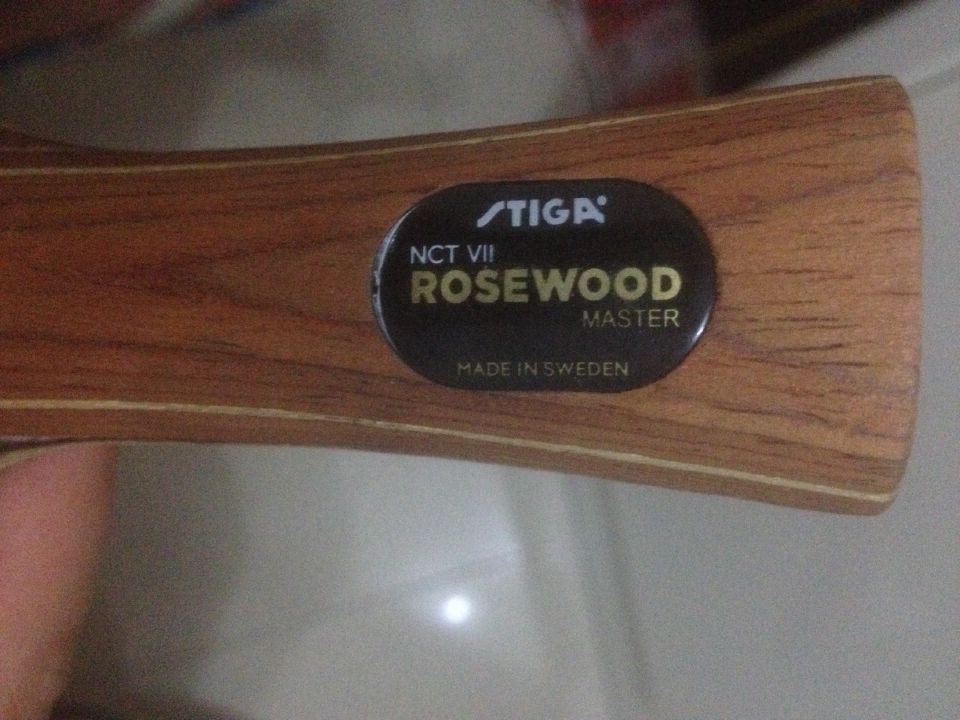 STIGA
NCT VII
ROSEWOOD
MASTER
MADE IN SWEDEN